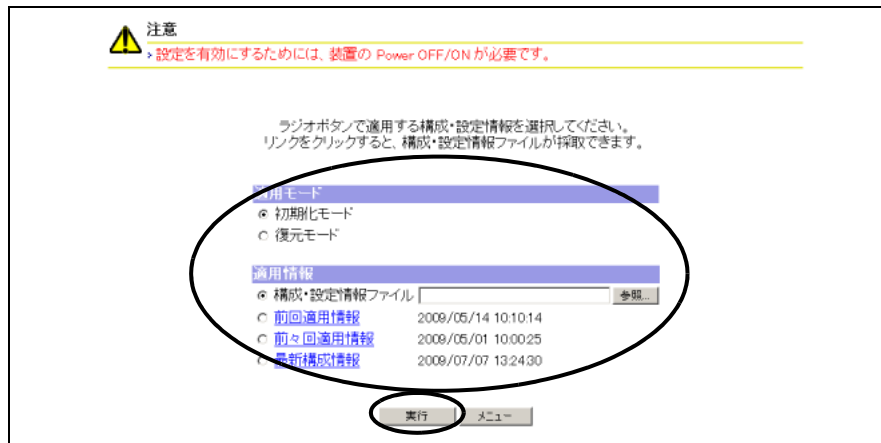 注意
設定を有効にするためには、装置の Power OFF/ON が必要です。
ラジオボタンで適用する構成・設定情報を選択してください。
リンクをクリックすると、構成・設定情報ファイルが採取できます。
適用モード
初期化モード
復元モード
適用情報
構成・設定情報ファイル 参照...
前回適用情報 2009/05/14 10:10:14
前々回適用情報 2009/05/01 10:00:25
最新構成情報 2009/07/07 13:24:30
実行 メニュー